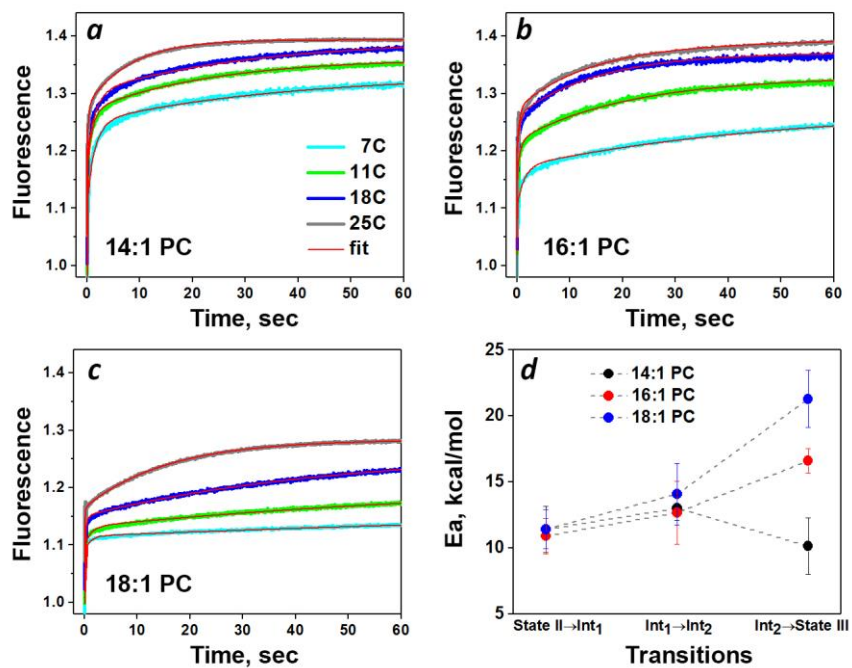 a
Fluorescence
1.4
1.3
1.2
1.1
1.0
7C
11C
18C
25C
fit
14:1 PC
0 10 20 30 40 50 60
Time, sec
b
Fluorescence
1.4
1.3
1.2
1.1
1.0
16:1 PC
0 10 20 30 40 50 60
Time, sec
c
Fluorescence
1.4
1.3
1.2
1.1
1.0
18:1 PC
0 10 20 30 40 50 60
Time, sec
d
Ea, kcal/mol
25
20
15
10
5
14:1 PC
16:1 PC
18:1 PC
State II→Int₁ Int₁→Int₂ Int₂→State III
Transitions